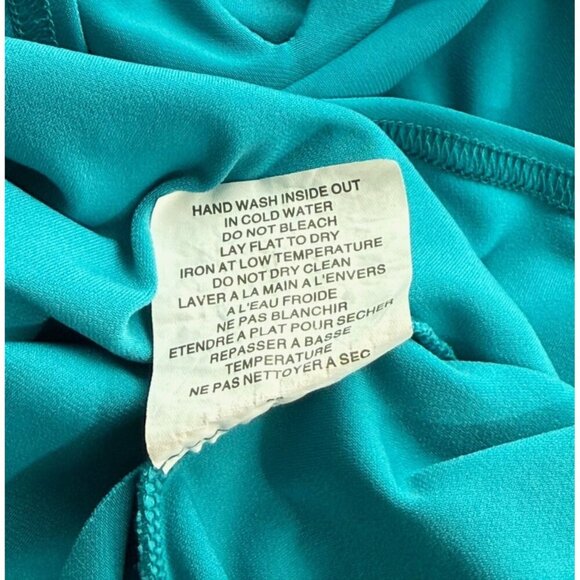 HAND WASH INSIDE OUT
IN COLD WATER
DO NOT BLEACH
LAY FLAT TO DRY
IRON AT LOW TEMPERATURE
DO NOT DRY CLEAN
LAVER A LA MAIN A L'ENVERS
A L'EAU FROIDE
NE PAS BLANCHIR
ETENDRE A PLAT POUR SECHER
REPASSER A BASSE
TEMPERATURE
NE PAS NETTOYER A SEC